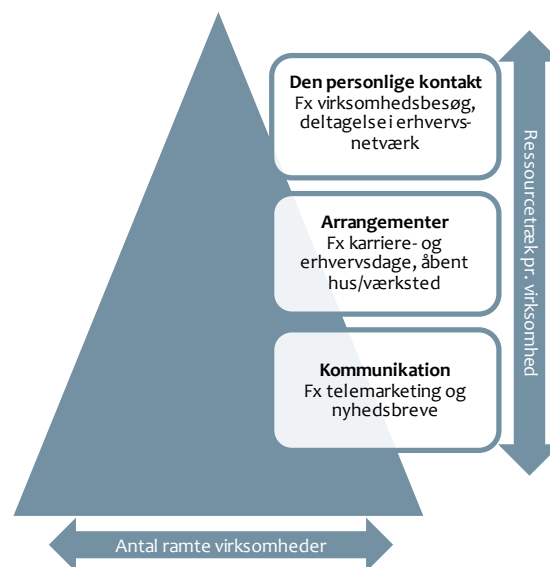 Den personlige kontakt
Fx virksomhedsbesøg,
deltagelse i erhvervs-
netværk
Arrangementer
Fx karriere- og
erhvervsdage, åbent
hus/værksted
Kommunikation
Fx telemarketing og
nyhedsbreve
Ressourcetræk pr. virksomhed
Antal ramte virksomheder